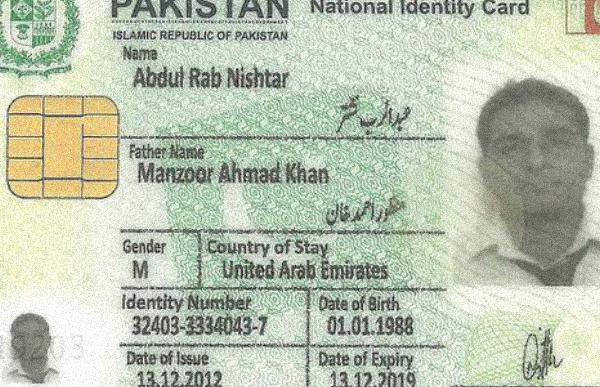 PAKISTAN National Identity Card
ISLAMIC REPUBLIC OF PAKISTAN
Name
Abdul Rab Nishtar
عبدالرب نشتر
Father Name
Manzoor Ahmad Khan
منظور احمد خان
Gender Country of Stay
M United Arab Emirates
Identity Number Date of Birth
32403-3334043-7 01.01.1988
Date of Issue Date of Expiry
13.12.2012 13.12.2019